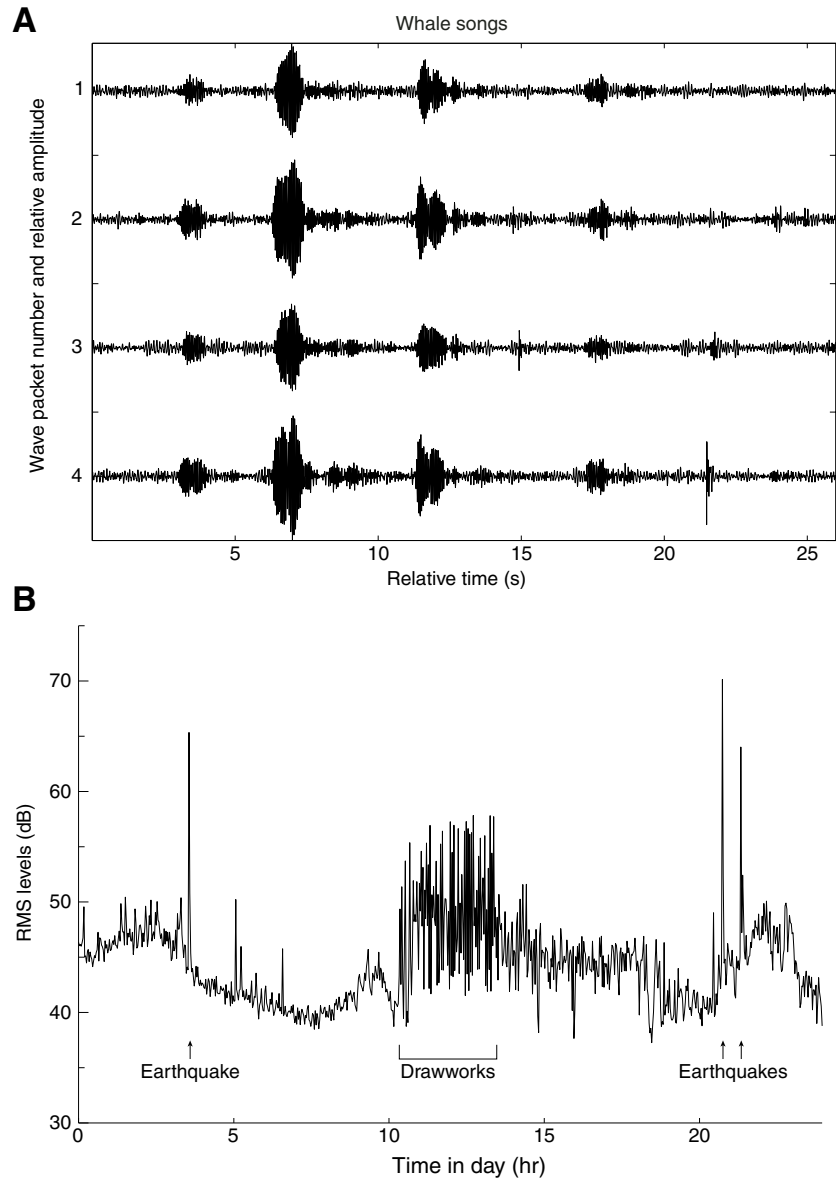 A
Whale songs
Wave packet number and relative amplitude
1
2
3
4
5 10 15 20 25
Relative time (s)
B
RMS levels (dB)
70
60
50
40
30
Earthquake
Drawworks
Earthquakes
0 5 10 15 20
Time in day (hr)